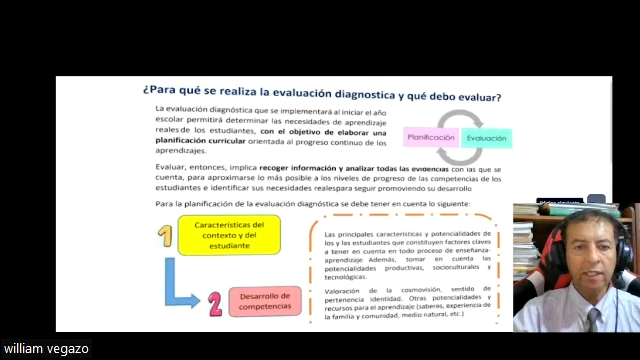 ¿Para qué se realiza la evaluación diagnostica y qué debo evaluar?
La evaluación diagnóstica que se implementará al iniciar el año
escolar permitirá determinar las necesidades de aprendizaje
reales de los estudiantes, con el objetivo de elaborar una
planificación curricular orientada al progreso continuo de los
aprendizajes.
Planificación
Evaluación
Evaluar, entonces, implica recoger información y analizar todas las evidencias con las que se
cuenta, para aproximarse lo más posible a los niveles de progreso de las competencias de los
estudiantes e identificar sus necesidades realespara seguir promoviendo su desarrollo
Para la planificación de la evaluación diagnóstica se debe tener en cuenta lo siguiente:
1
Características del
contexto y del
estudiante
2
Desarrollo de
competencias
Las principales características y potencialidades de
los y las estudiantes que constituyen factores claves
a tener en cuenta en todo proceso de enseñanza-
aprendizaje. Además, tomar en cuenta las
potencialidades productivas, socioculturales y
tecnológicas.
Valoración de la cosmovisión, sentido de
pertenencia identidad. Otras potencialidades y
recursos para el aprendizaje (saberes, experiencia de
la familia y comunidad, medio natural, etc.)
william vegazo